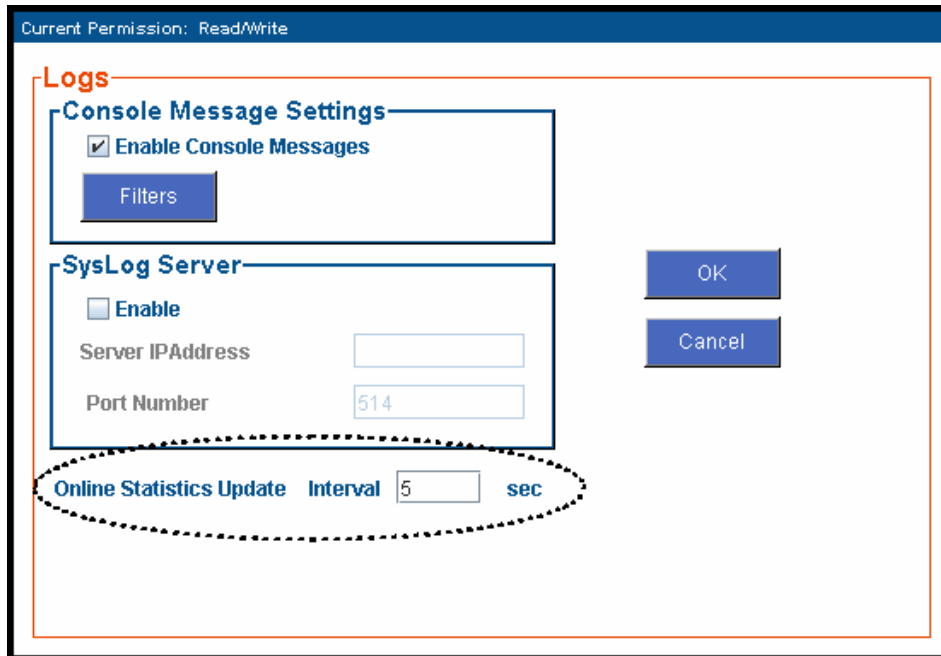 Current Permission: Read/Write
Logs
Console Message Settings
Enable Console Messages
Filters
SysLog Server
Enable
Server IPAddress
Port Number 514
OK
Cancel
Online Statistics Update Interval 5 sec